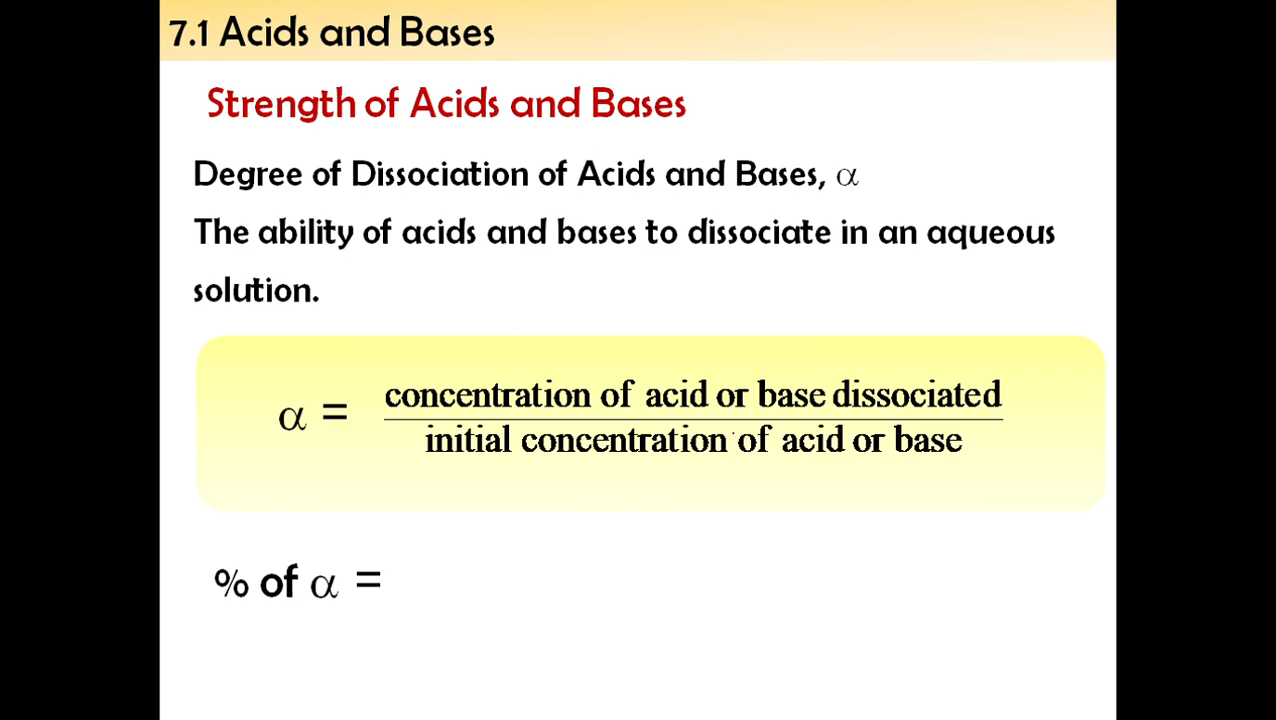 7.1 Acids and Bases
Strength of Acids and Bases
Degree of Dissociation of Acids and Bases, α
The ability of acids and bases to dissociate in an aqueous
solution.
α = concentration of acid or base dissociated
initial concentration of acid or base
% of α =